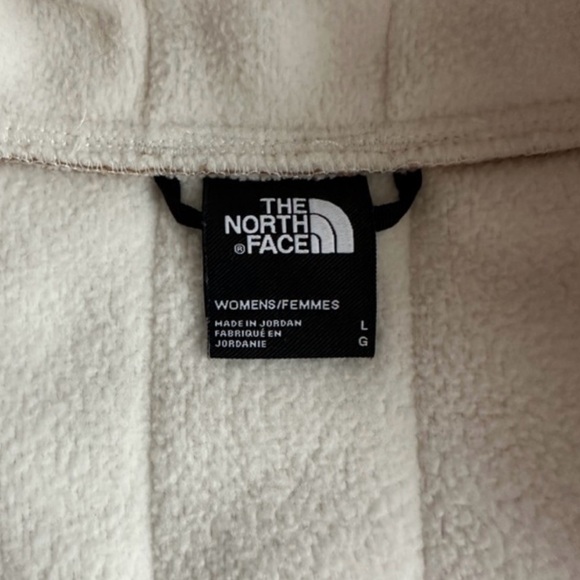 THE
NORTH
®FACE
WOMENS/FEMMES
MADE IN JORDAN L
FABRIQUÉ EN
JORDANIE G